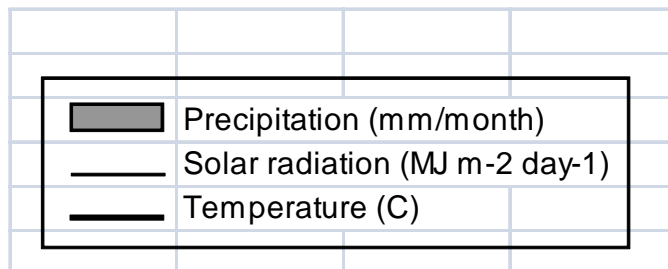 Precipitation (mm/month)
Solar radiation (MJ m-2 day-1)
Temperature (C)